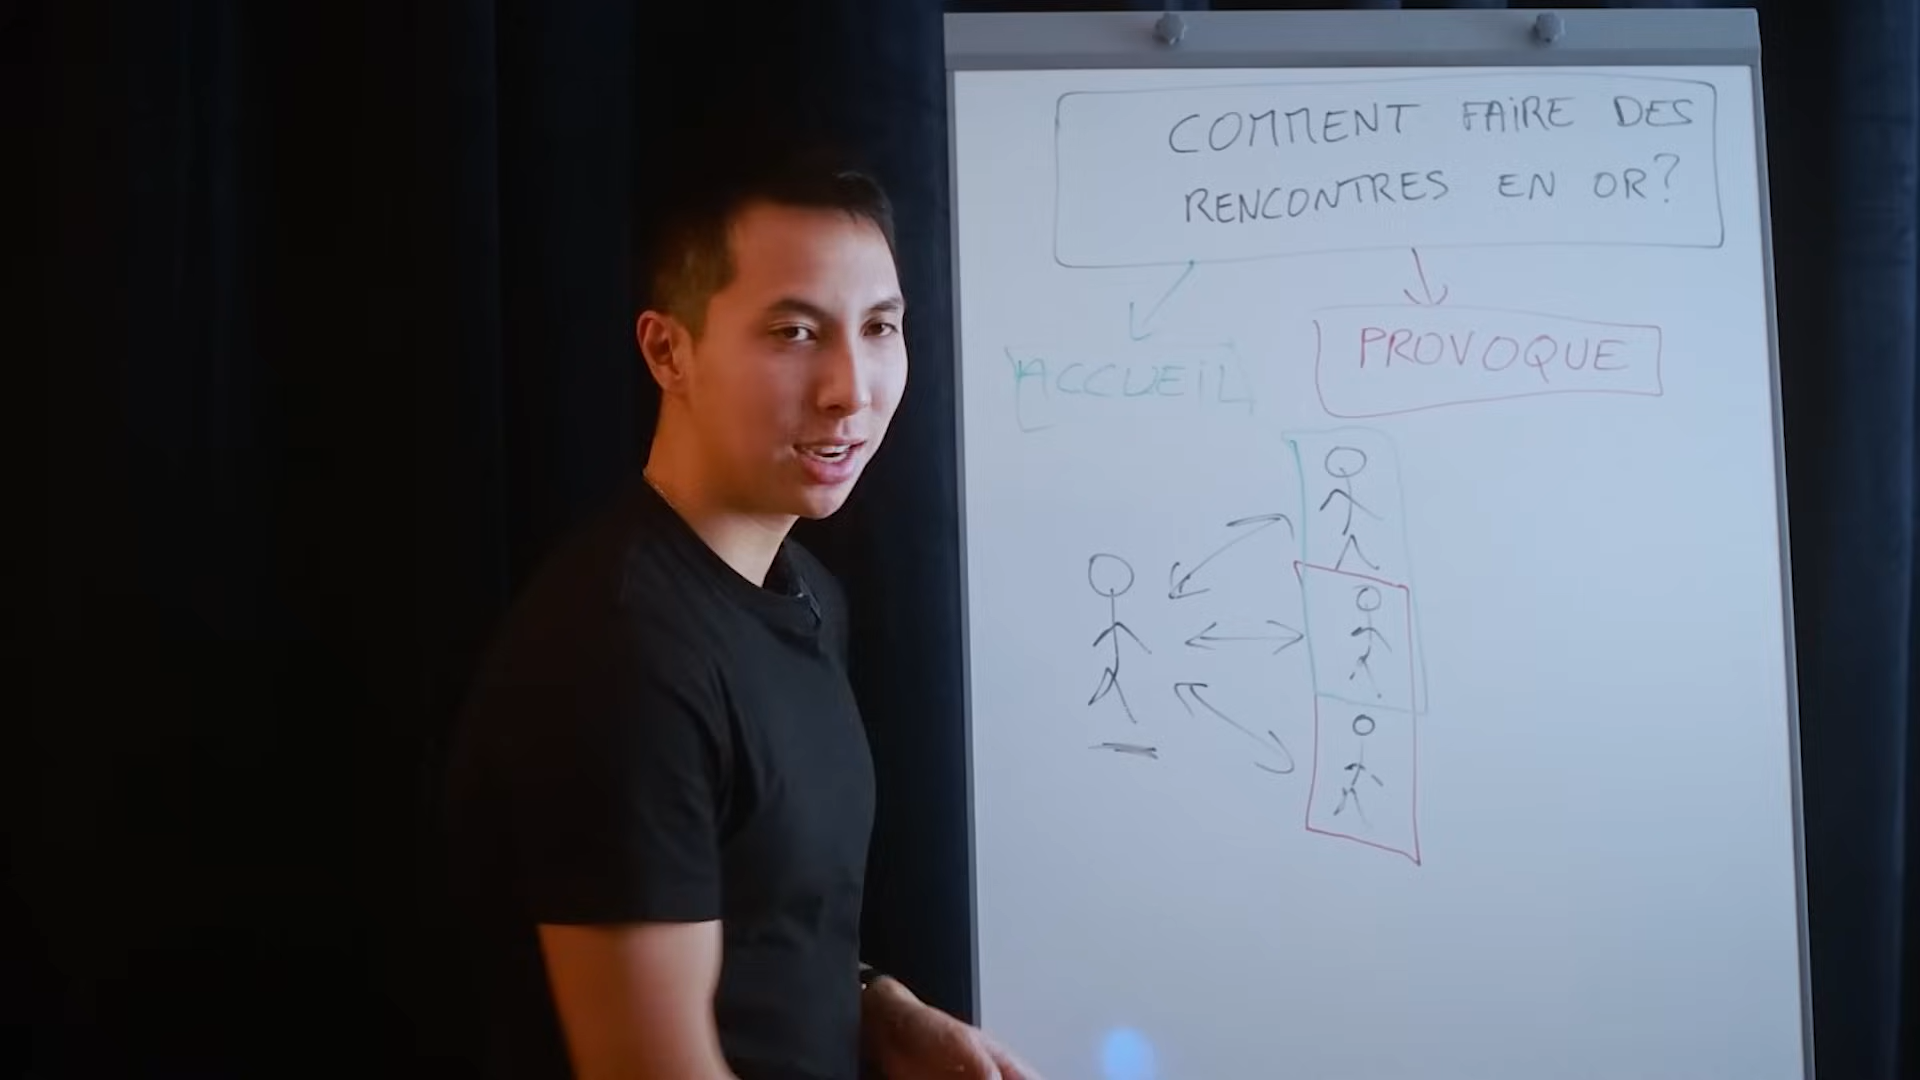 COMMENT FAIRE DES
RENCONTRES EN OR?
ACCUEIL
PROVOQUE